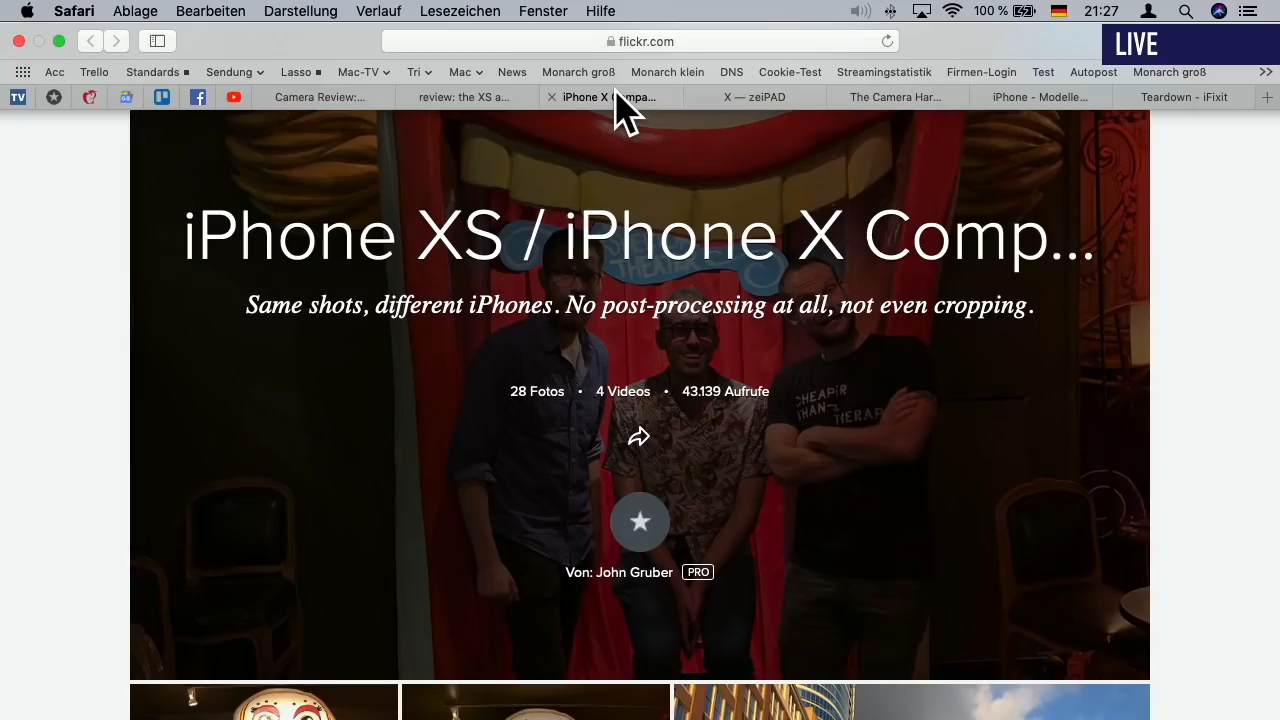 Safari Ablage Bearbeiten Darstellung Verlauf Lesezeichen Fenster Hilfe 100 % 21:27
flickr.com
LIVE
Acc Trello Standards Sendung Lasso Mac-TV Tri Mac News Monarch groß Monarch klein DNS Cookie-Test Streamingstatistik Firmen-Login Test Autopost Monarch groß
TV Camera Review:... review: the XS a... iPhone X X — zeiPAD The Camera Har... iPhone - Modelle... Teardown - iFixit
iPhone XS / iPhone X Comp...
THEATER
Same shots, different iPhones. No post-processing at all, not even cropping.
28 Fotos • 4 Videos • 43.139 Aufrufe
CHEAPER
THAN
THERAP
Von: John Gruber PRO